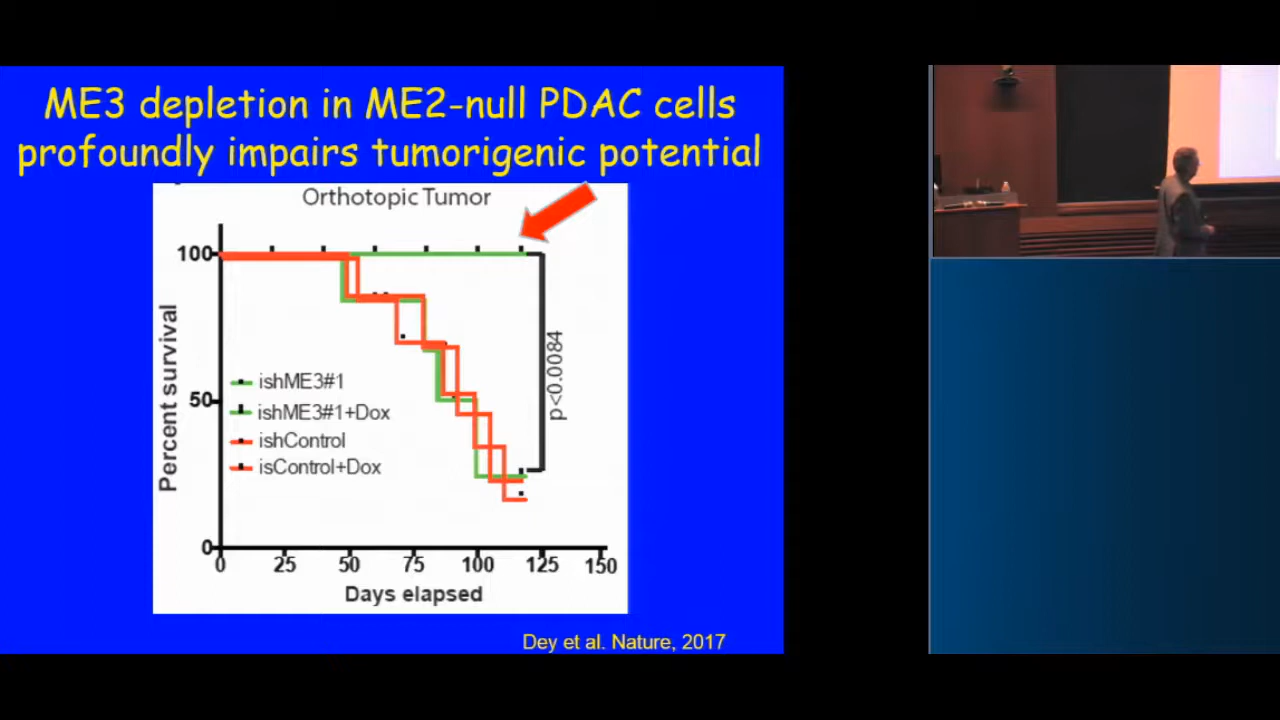 ME3 depletion in ME2-null PDAC cells
profoundly impairs tumorigenic potential
Orthotopic Tumor
100
50
0
Percent survival
ishME3#1
ishME3#1+Dox
ishControl
isControl+Dox
p<0.0084
0 25 50 75 100 125 150
Days elapsed
Dey et al. Nature, 2017